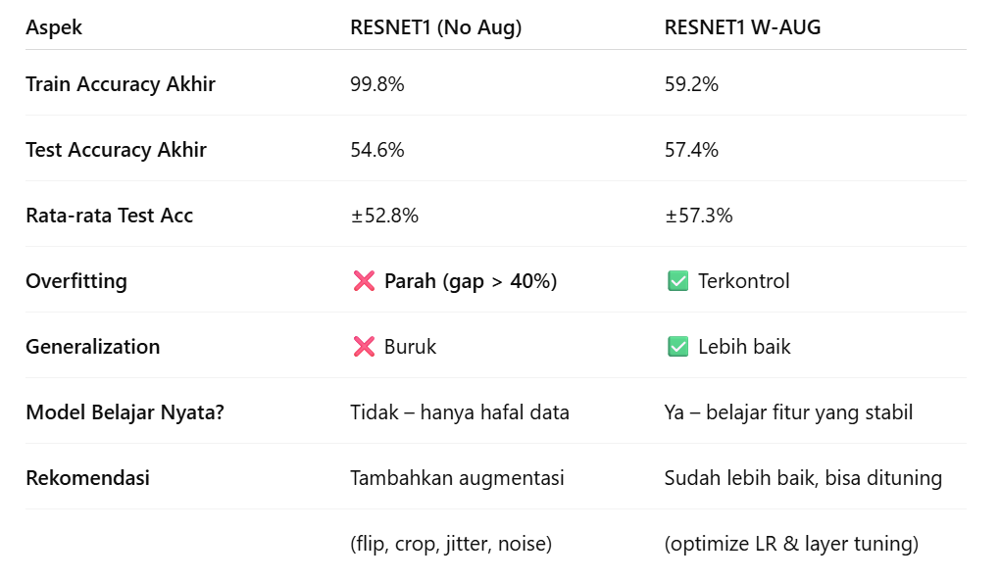 Aspek RESNET1 (No Aug) RESNET1 W-AUG
Train Accuracy Akhir 99.8% 59.2%
Test Accuracy Akhir 54.6% 57.4%
Rata-rata Test Acc ±52.8% ±57.3%
Overfitting ❌ Parah (gap > 40%) ✅ Terkontrol
Generalization ❌ Buruk ✅ Lebih baik
Model Belajar Nyata? Tidak – hanya hafal data Ya – belajar fitur yang stabil
Rekomendasi Tambahkan augmentasi Sudah lebih baik, bisa dituning
(flip, crop, jitter, noise) (optimize LR & layer tuning)